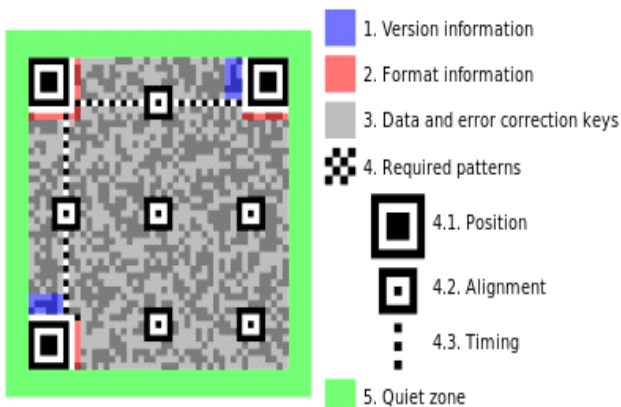 1. Version information
2. Format information
3. Data and error correction keys
4. Required patterns
4.1. Position
4.2. Alignment
4.3. Timing
5. Quiet zone